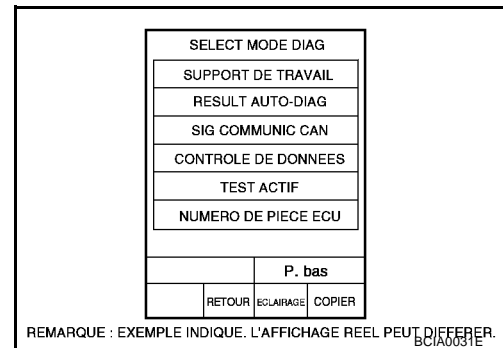 SELECT MODE DIAG
SUPPORT DE TRAVAIL
RESULT AUTO-DIAG
SIG COMMUNIC CAN
CONTROLE DE DONNEES
TEST ACTIF
NUMERO DE PIECE ECU
P. bas
RETOUR ECLAIRAGE COPIER
REMARQUE : EXEMPLE INDIQUE. L'AFFICHAGE REEL PEUT DIFFERER.
BCIA0031E